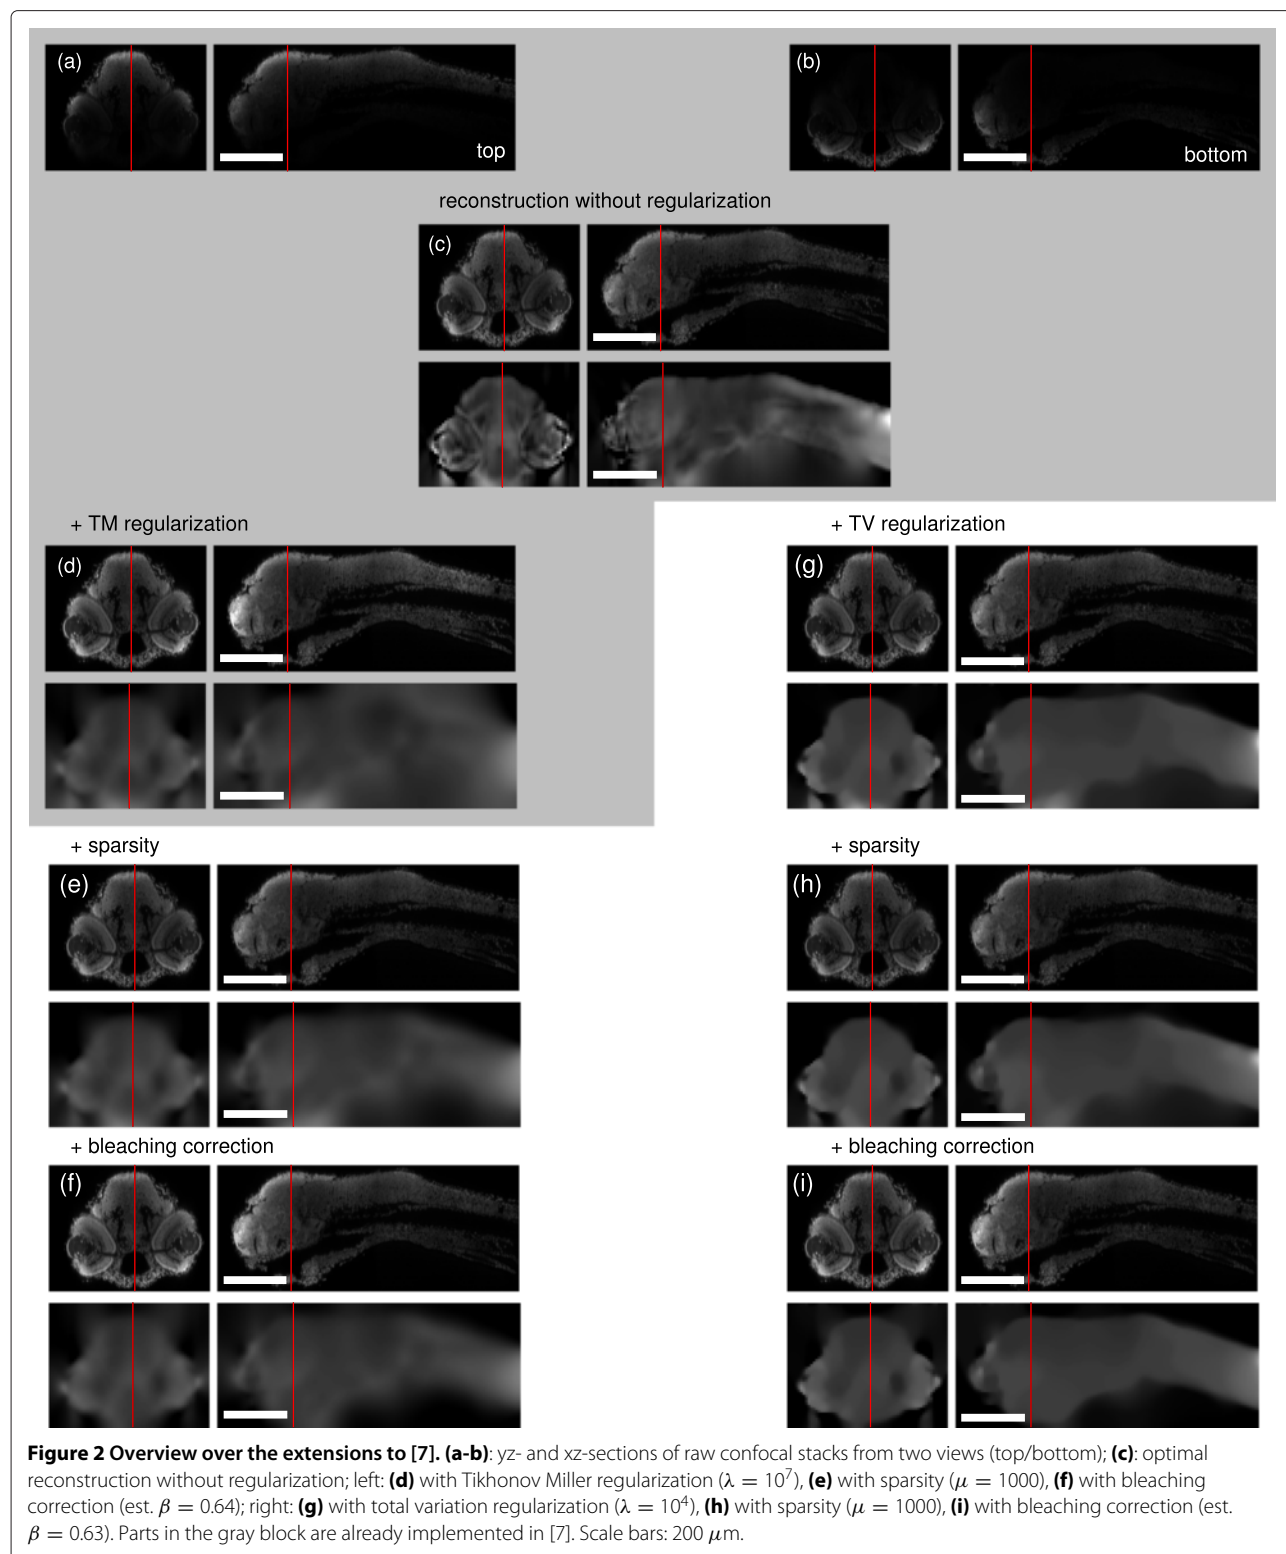 (a)
top
(b)
bottom
reconstruction without regularization
(c)
+ TM regularization
(d)
+ TV regularization
(g)
+ sparsity
(e)
+ sparsity
(h)
+ bleaching correction
(f)
+ bleaching correction
(i)
Figure 2 Overview over the extensions to [7]. (a-b): yz- and xz-sections of raw confocal stacks from two views (top/bottom); (c): optimal
reconstruction without regularization; left: (d) with Tikhonov Miller regularization (λ = 10⁷), (e) with sparsity (μ = 1000), (f) with bleaching
correction (est. β = 0.64); right: (g) with total variation regularization (λ = 10⁴), (h) with sparsity (μ = 1000), (i) with bleaching correction (est.
β = 0.63). Parts in the gray block are already implemented in [7]. Scale bars: 200 μm.